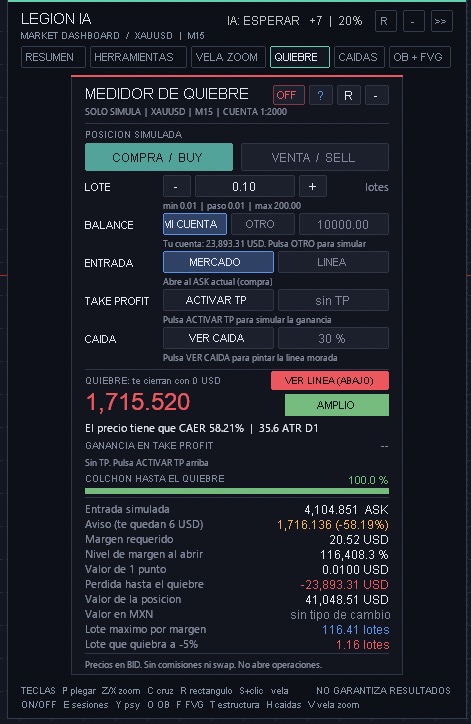 LEGION IA
IA: ESPERAR +7 | 20% R - >>
MARKET DASHBOARD / XAUUSD | M15
RESUMEN HERRAMIENTAS VELA ZOOM QUIEBRE CAIDAS OB + FVG
MEDIDOR DE QUIEBRE OFF ? R -
SOLO SIMULA | XAUUSD | M15 | CUENTA 1:2000
POSICION SIMULADA
COMPRA / BUY VENTA / SELL
LOTE - 0.10 + lotes
min 0.01 | paso 0.01 | max 200.00
BALANCE MI CUENTA OTRO 10000.00
Tu cuenta: 23,893.31 USD. Pulsa OTRO para simular
ENTRADA MERCADO LINEA
Abre al ASK actual (compra)
TAKE PROFIT ACTIVAR TP sin TP
Pulsa ACTIVAR TP para simular la ganancia
CAIDA VER CAIDA 30 %
Pulsa VER CAIDA para pintar la linea morada
QUIEBRE: te cierran con 0 USD VER LINEA (ABAJO)
1,715.520 AMPLIO
El precio tiene que CAER 58.21% | 35.6 ATR D1
GANANCIA EN TAKE PROFIT --
Sin TP. Pulsa ACTIVAR TP arriba
COLCHON HASTA EL QUIEBRE 100.0 %
Entrada simulada 4,104.851 ASK
Aviso (te quedan 6 USD) 1,716.136 (-58.19%)
Margen requerido 20.52 USD
Nivel de margen al abrir 116,408.3 %
Valor de 1 punto 0.0100 USD
Perdida hasta el quiebre -23,893.31 USD
Valor de la posicion 41,048.51 USD
Valor en MXN sin tipo de cambio
Lote maximo por margen 116.41 lotes
Lote que quiebra a -5% 1.16 lotes
Precios en BID. Sin comisiones ni swap. No abre operaciones.
TECLAS P plegar Z/X zoom C cruz R rectangulo S+clic vela NO GARANTIZA RESULTADOS
ON/OFF E sesiones Y psy O OB F FVG T estructura H caidas V vela zoom